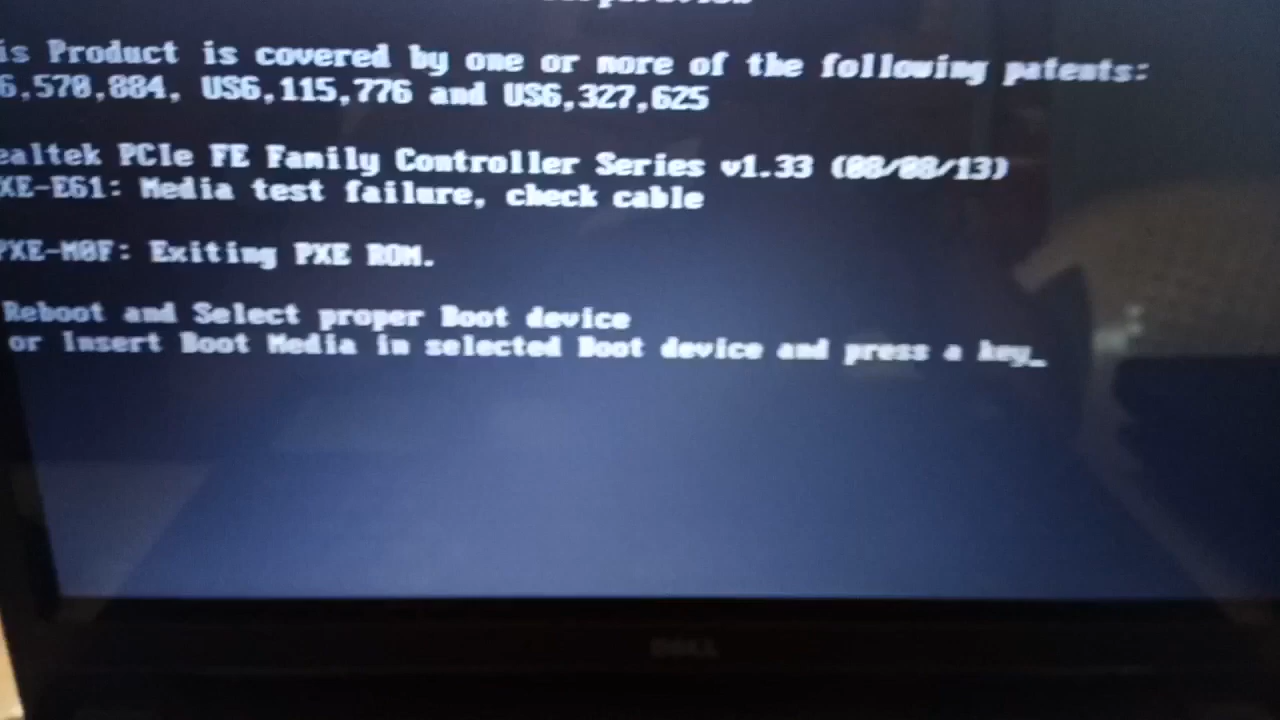 is Product is covered by one or more of the following patents:
6,570,884, US6,115,776 and US6,327,625
ealtek PCIe FE Family Controller Series v1.33 (08/08/13)
XE-E61: Media test failure, check cable
PXE-M0F: Exiting PXE ROM.
Reboot and Select proper Boot device
or Insert Boot Media in selected Boot device and press a key_
DELL